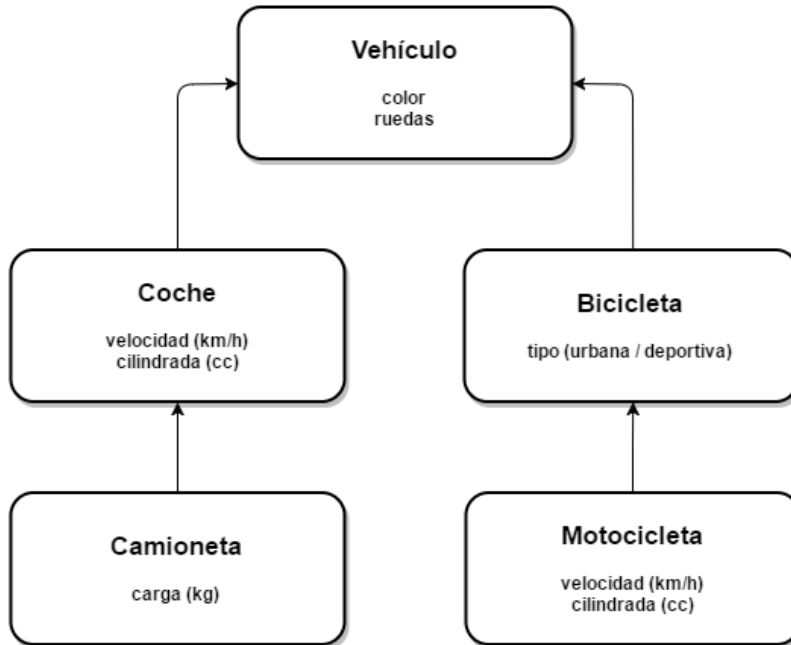 Vehículo
color
ruedas
Coche
velocidad (km/h)
cilindrada (cc)
Bicicleta
tipo (urbana / deportiva)
Camioneta
carga (kg)
Motocicleta
velocidad (km/h)
cilindrada (cc)